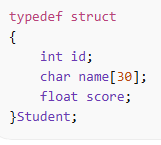 typedef struct
{
    int id;
    char name[30];
    float score;
}Student;